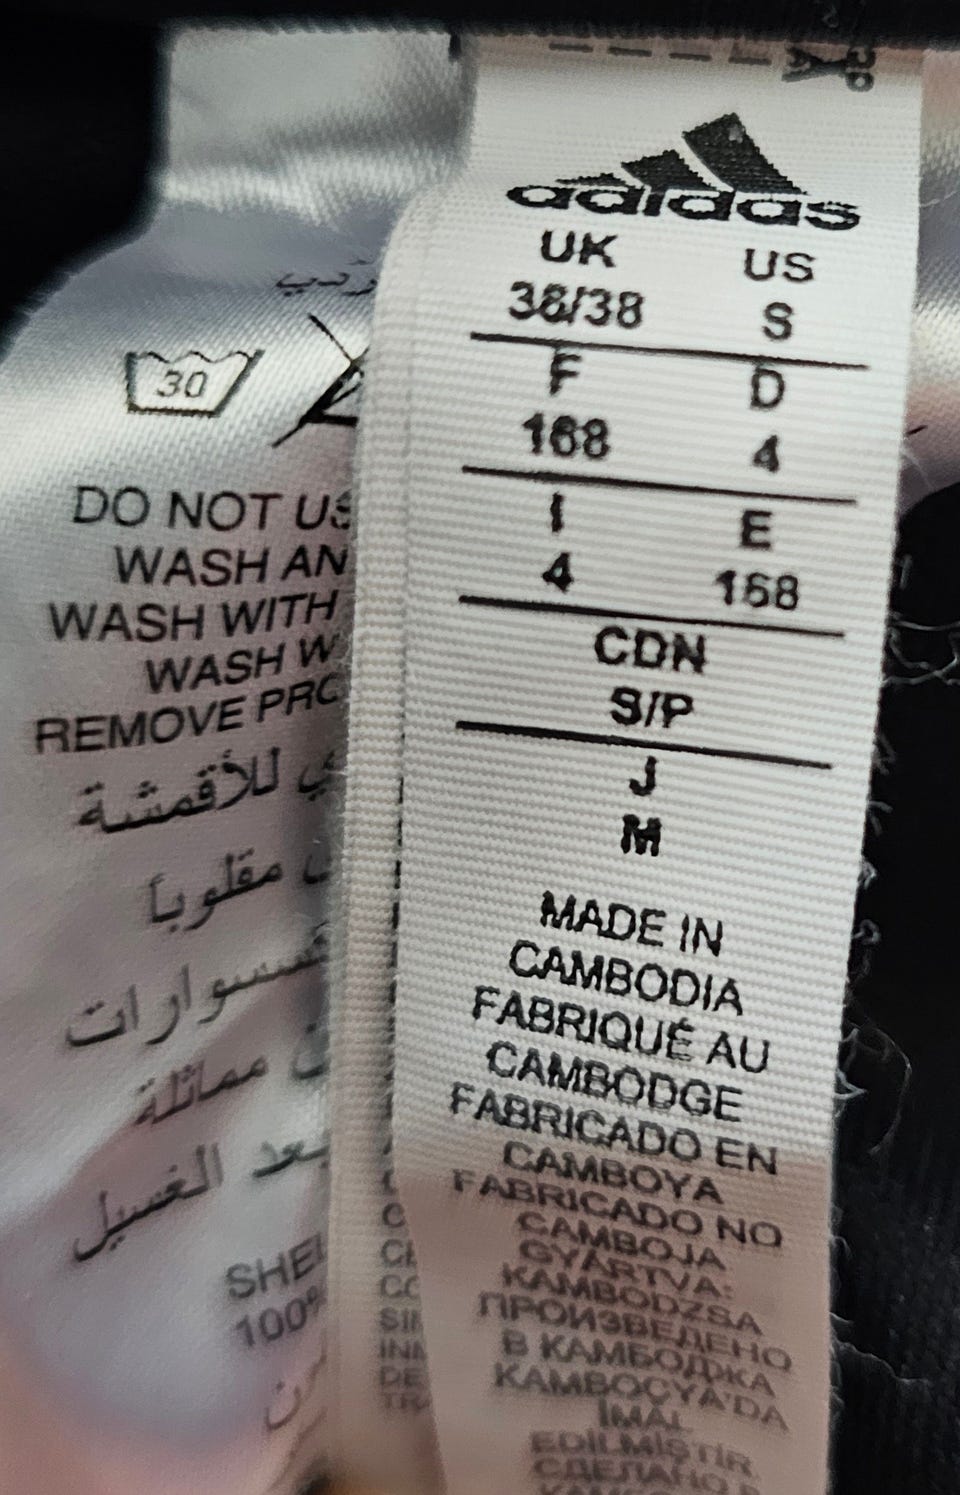 adidas
UK US
38/38 S
F D
168 4
I E
4 168
CDN
S/P
J
M
MADE IN
CAMBODIA
FABRIQUÉ AU
CAMBODGE
FABRICADO EN
CAMBOYA
FABRICADO NO
CAMBOJA
GYÁRTVA:
KAMBODZSA
ПРОИЗВЕДЕНО
В КАМБОДЖА
KAMBOÇYA'DA
İMAL
EDİLMİŞTİR.
СДЕЛАНО В
30
DO NOT US
WASH AN
WASH WITH
WASH W
REMOVE PRO
ي للأقمشة
مقلوباً
مماثلة
بعد الغسيل
SHEL
100%